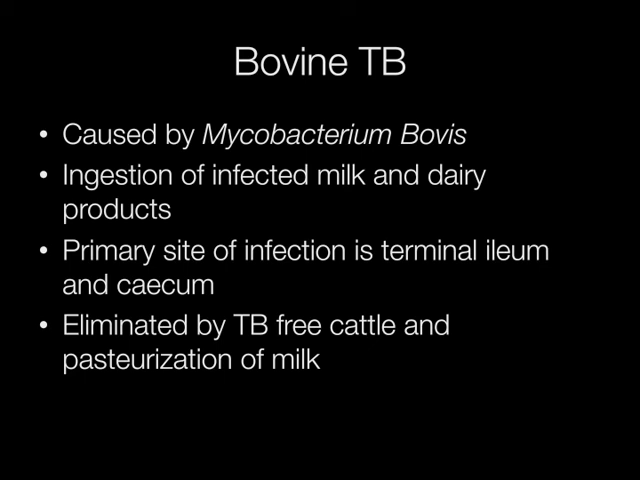 Bovine TB
• Caused by Mycobacterium Bovis
• Ingestion of infected milk and dairy
products
• Primary site of infection is terminal ileum
and caecum
• Eliminated by TB free cattle and
pasteurization of milk